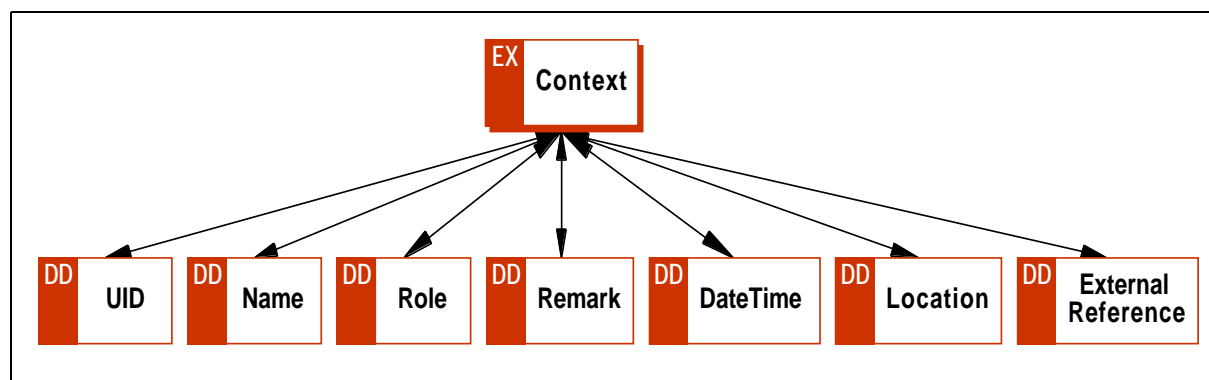 EX
Context
DD
UID
DD
Name
DD
Role
DD
Remark
DD
DateTime
DD
Location
DD
External
Reference